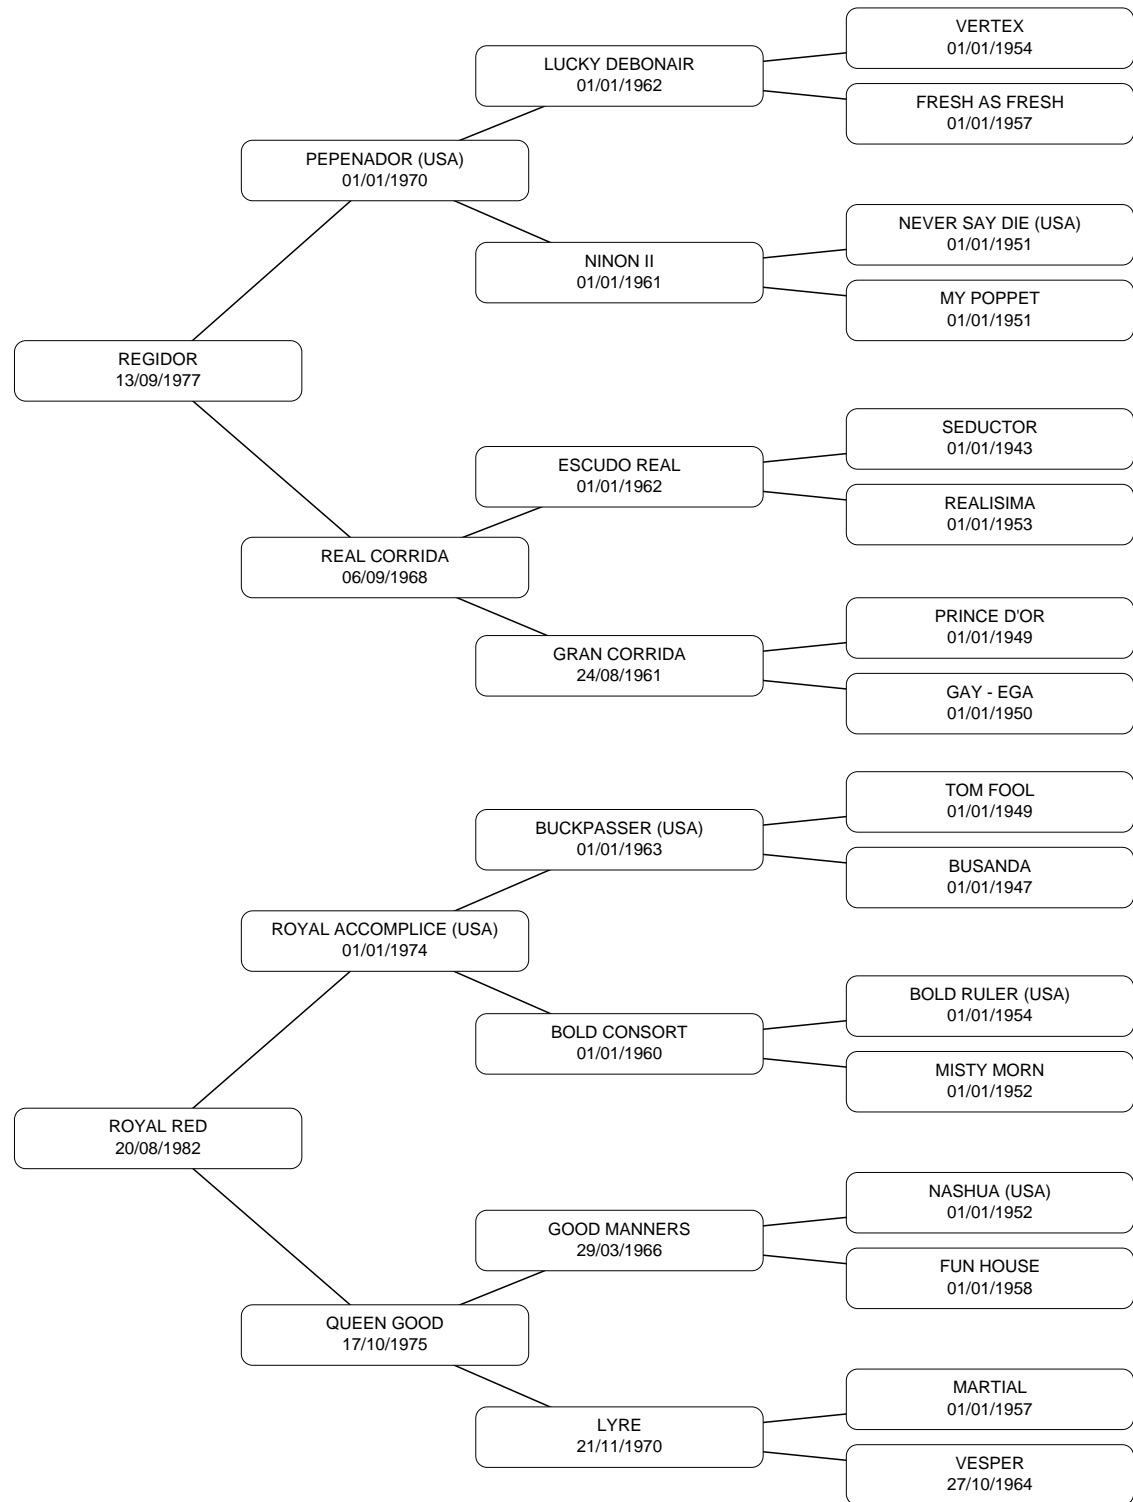 VERTEX
01/01/1954
LUCKY DEBONAIR
01/01/1962
FRESH AS FRESH
01/01/1957
PEPENADOR (USA)
01/01/1970
NEVER SAY DIE (USA)
01/01/1951
NINON II
01/01/1961
MY POPPET
01/01/1951
REGIDOR
13/09/1977
SEDUCTOR
01/01/1943
ESCUDO REAL
01/01/1962
REALISIMA
01/01/1953
REAL CORRIDA
06/09/1968
PRINCE D'OR
01/01/1949
GRAN CORRIDA
24/08/1961
GAY - EGA
01/01/1950
TOM FOOL
01/01/1949
BUCKPASSER (USA)
01/01/1963
BUSANDA
01/01/1947
ROYAL ACCOMPLICE (USA)
01/01/1974
BOLD RULER (USA)
01/01/1954
BOLD CONSORT
01/01/1960
MISTY MORN
01/01/1952
ROYAL RED
20/08/1982
NASHUA (USA)
01/01/1952
GOOD MANNERS
29/03/1966
FUN HOUSE
01/01/1958
QUEEN GOOD
17/10/1975
MARTIAL
01/01/1957
LYRE
21/11/1970
VESPER
27/10/1964